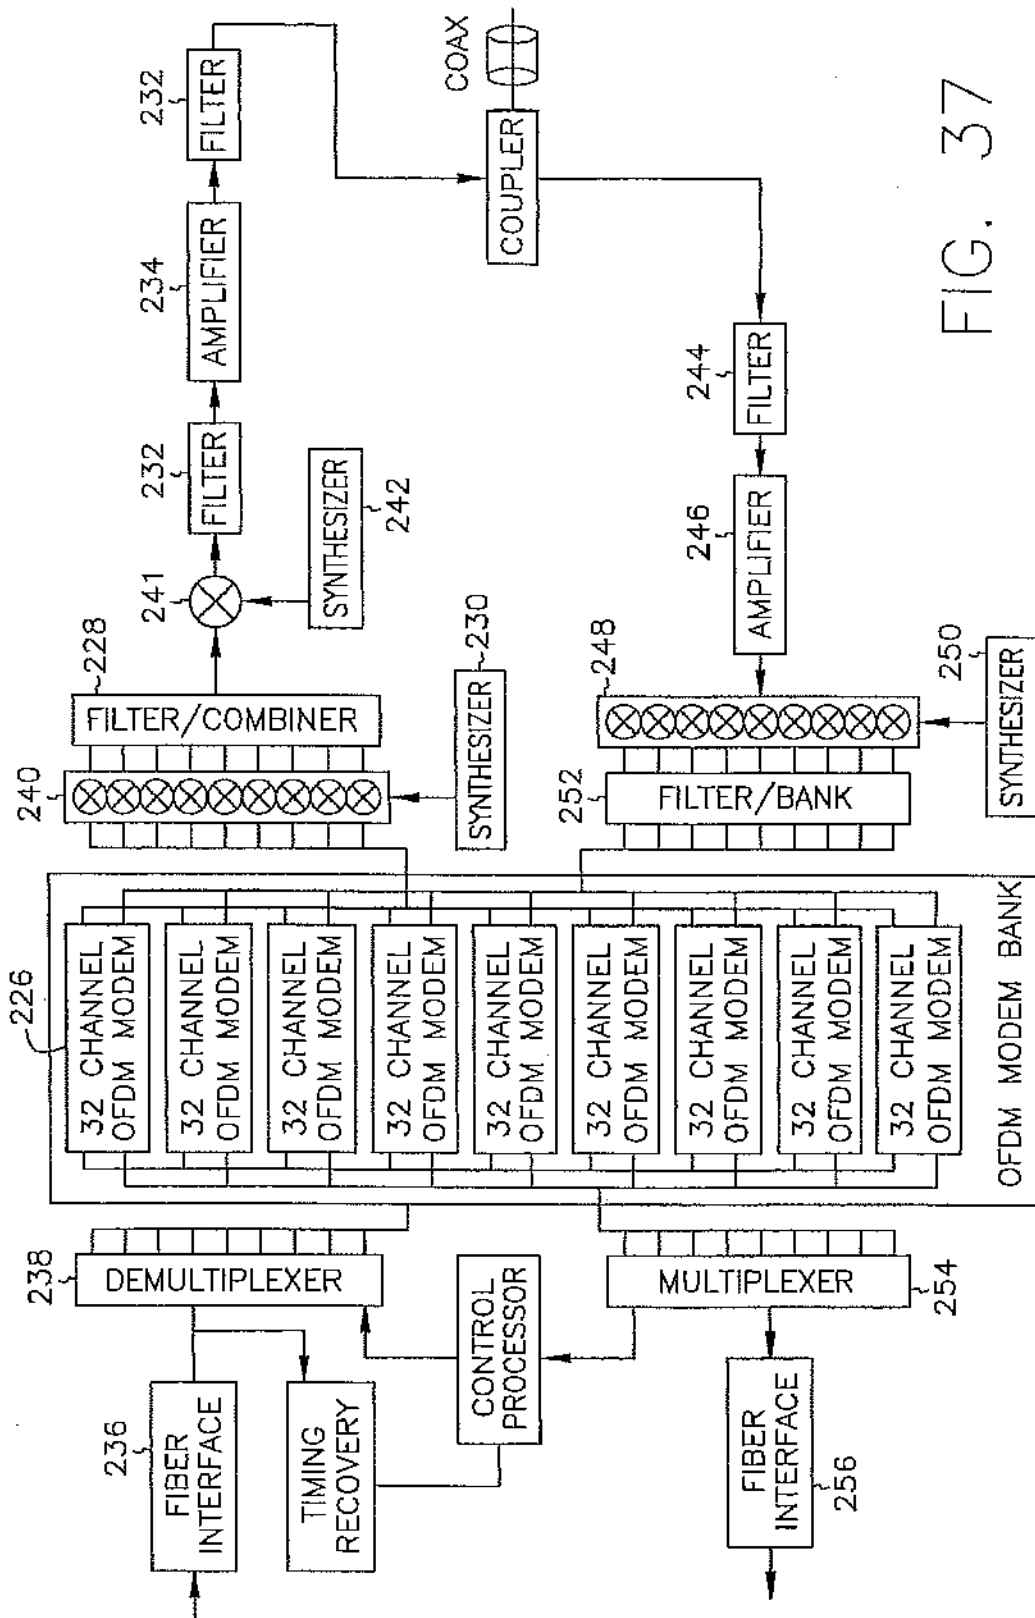 236
FIBER
INTERFACE
TIMING
RECOVERY
238
DEMULTIPLEXER
CONTROL
PROCESSOR
MULTIPLEXER
254
FIBER
INTERFACE
256
226
32 CHANNEL
OFDM MODEM
32 CHANNEL
OFDM MODEM
32 CHANNEL
OFDM MODEM
32 CHANNEL
OFDM MODEM
32 CHANNEL
OFDM MODEM
32 CHANNEL
OFDM MODEM
32 CHANNEL
OFDM MODEM
32 CHANNEL
OFDM MODEM
32 CHANNEL
OFDM MODEM
OFDM MODEM BANK
240
228
FILTER/COMBINER
SYNTHESIZER
230
241
SYNTHESIZER
242
232
FILTER
234
AMPLIFIER
232
FILTER
COAX
COUPLER
244
FILTER
246
AMPLIFIER
248
252
FILTER/BANK
250
SYNTHESIZER
FIG. 37